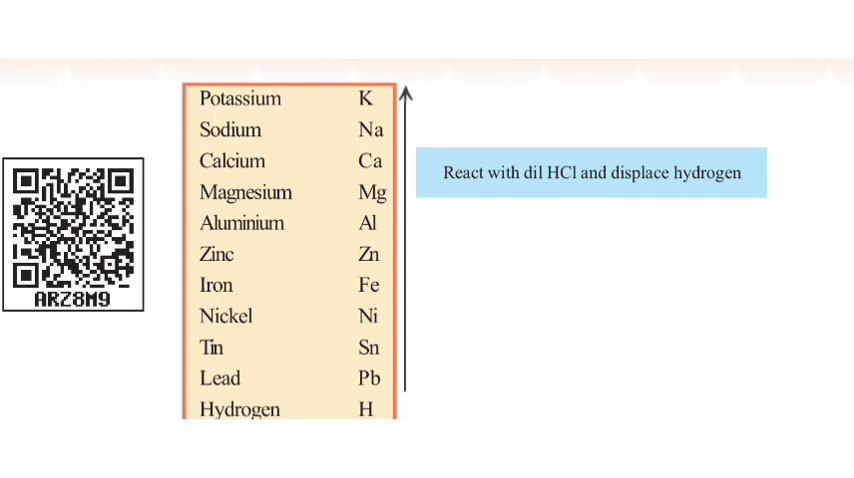 Potassium K
Sodium Na
Calcium Ca
Magnesium Mg
Aluminium Al
Zinc Zn
Iron Fe
Nickel Ni
Tin Sn
Lead Pb
Hydrogen H
React with dil HCl and displace hydrogen
ARZ8M9